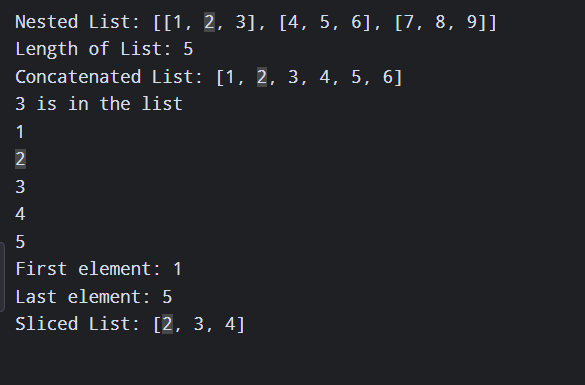 Nested List: [[1, 2, 3], [4, 5, 6], [7, 8, 9]]
Length of List: 5
Concatenated List: [1, 2, 3, 4, 5, 6]
3 is in the list
1
2
3
4
5
First element: 1
Last element: 5
Sliced List: [2, 3, 4]